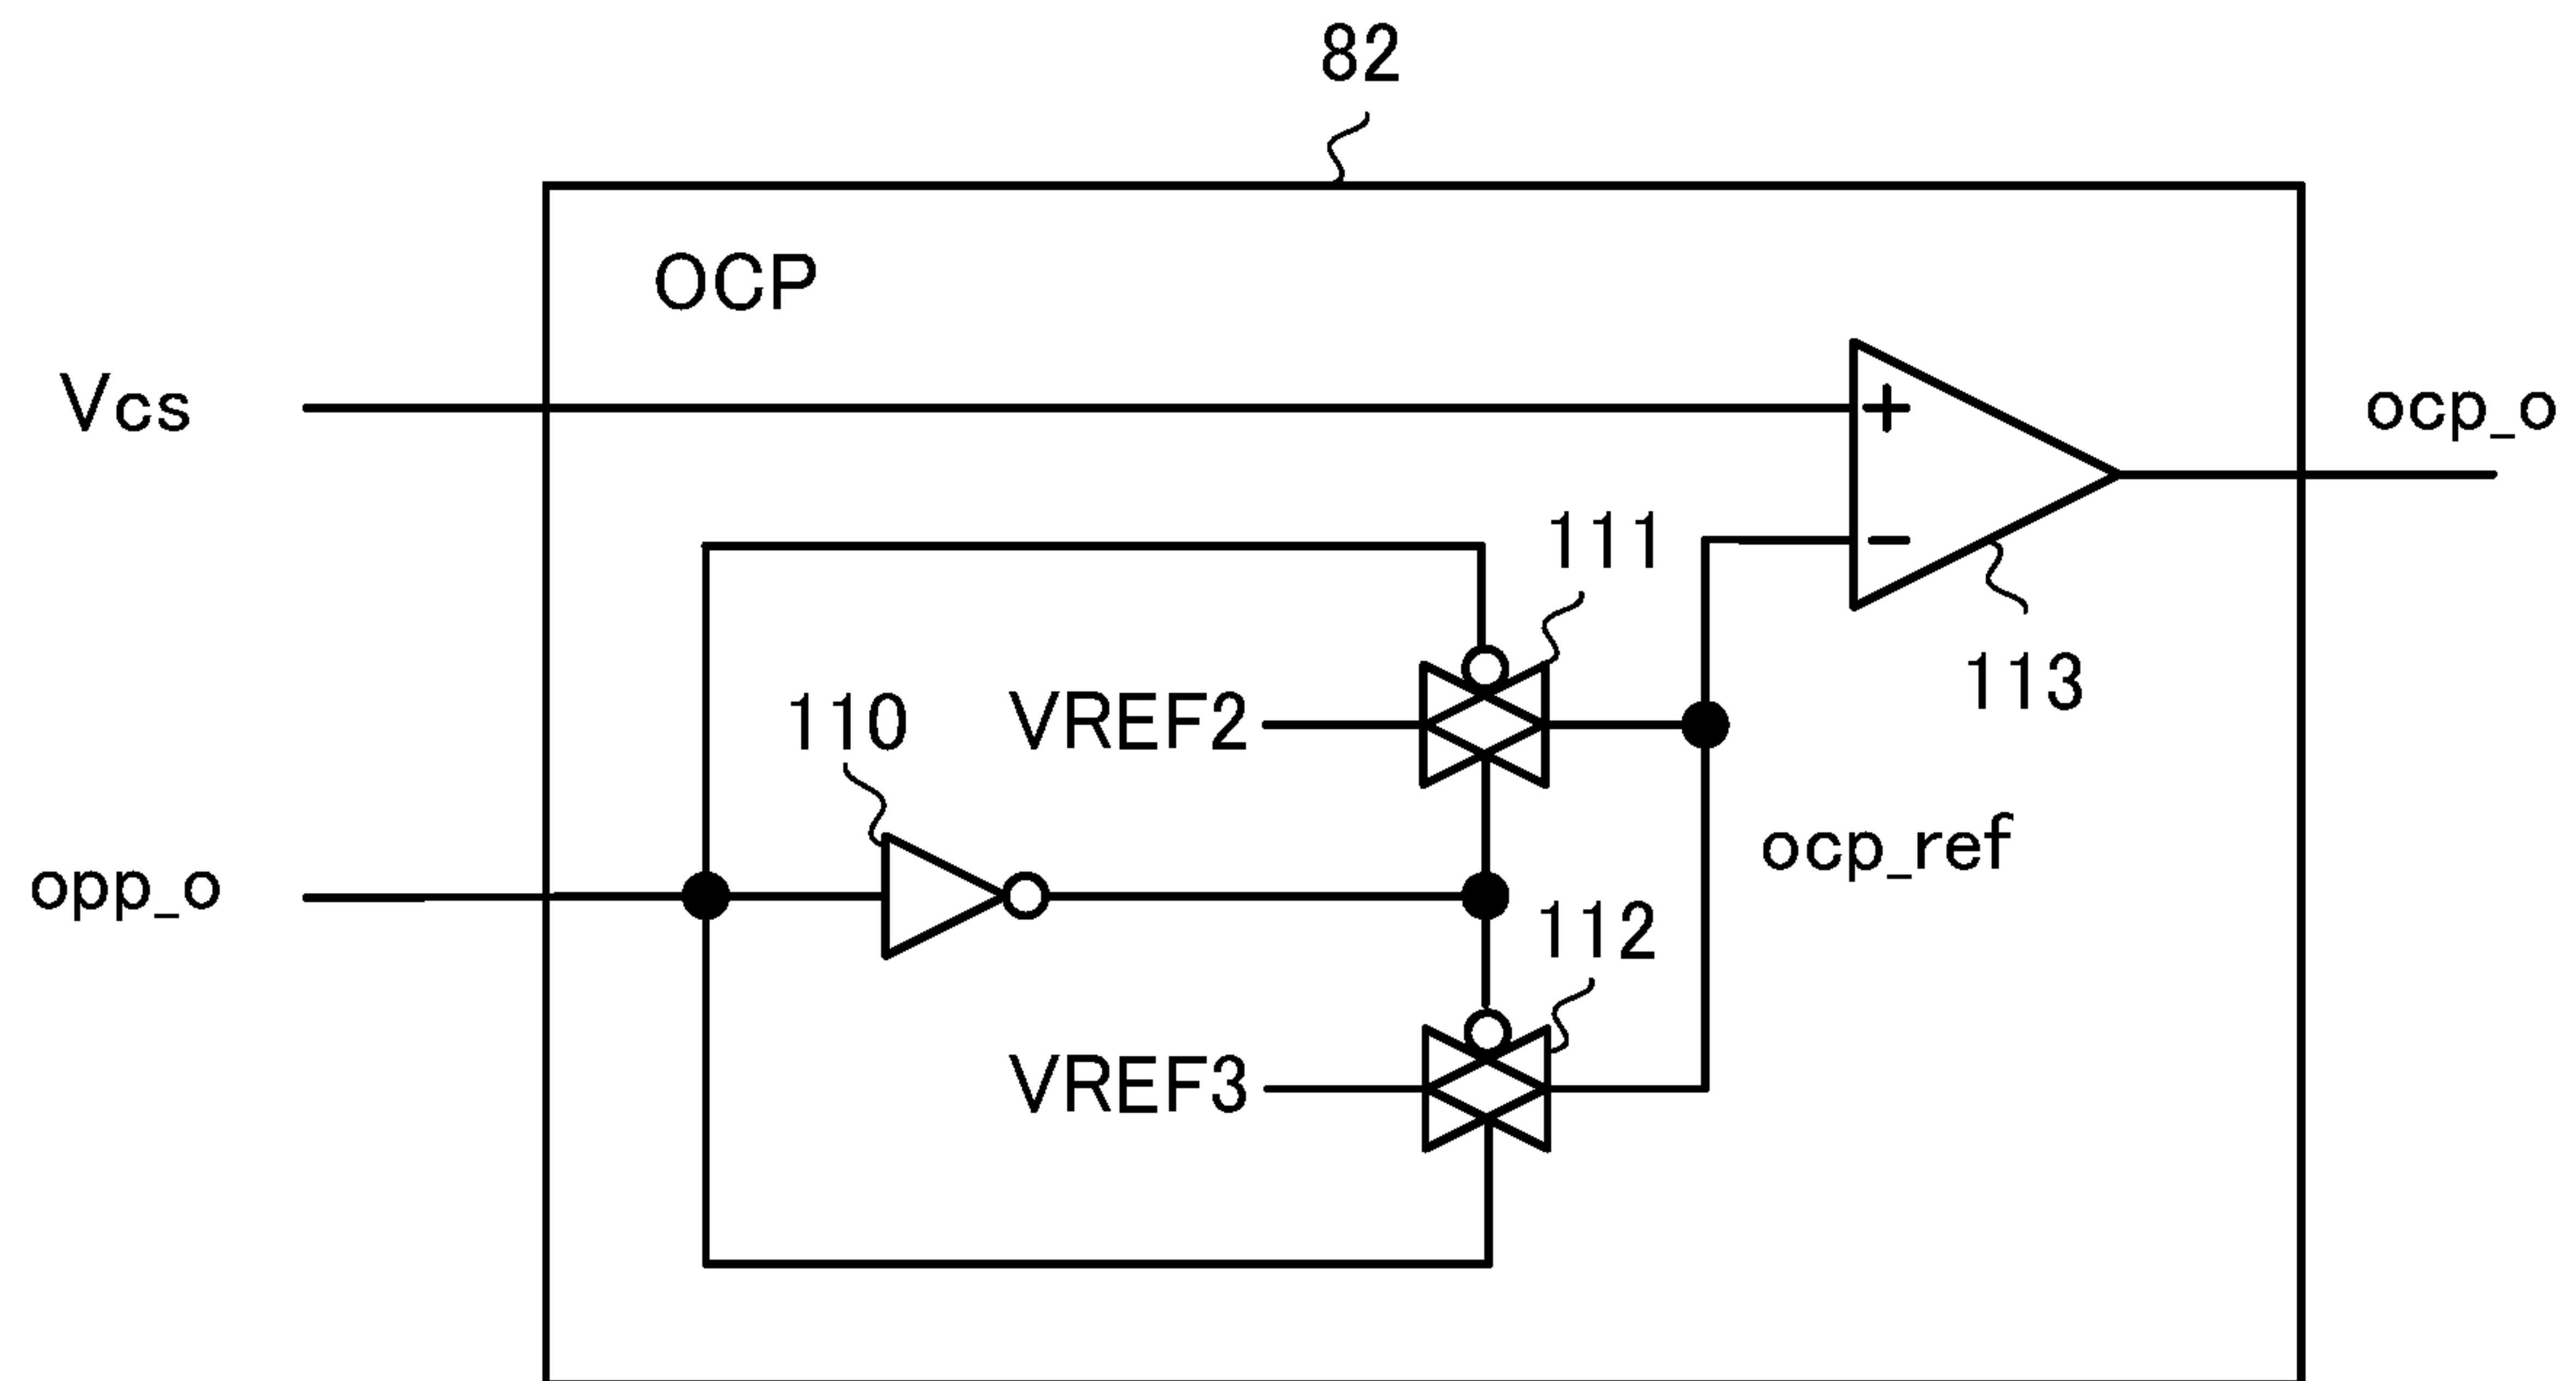 82
OCP
Vcs
+
ocp_o
−
111
113
110
VREF2
opp_o
ocp_ref
112
VREF3